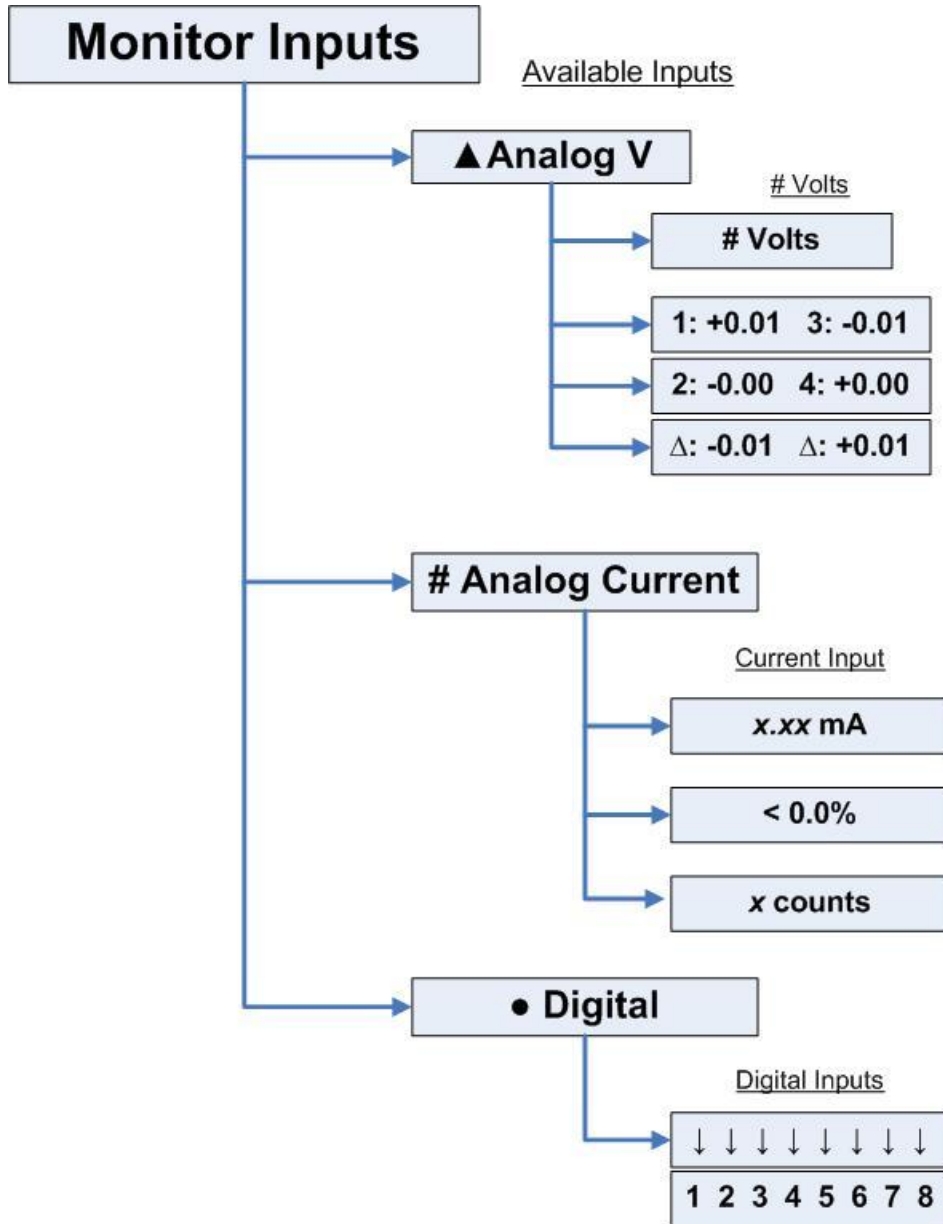 Monitor Inputs
Available Inputs
▲Analog V
# Volts
# Volts
1: +0.01 3: -0.01
2: -0.00 4: +0.00
Δ: -0.01 Δ: +0.01
# Analog Current
Current Input
x.xx mA
< 0.0%
x counts
● Digital
Digital Inputs
↓ ↓ ↓ ↓ ↓ ↓ ↓ ↓
1 2 3 4 5 6 7 8